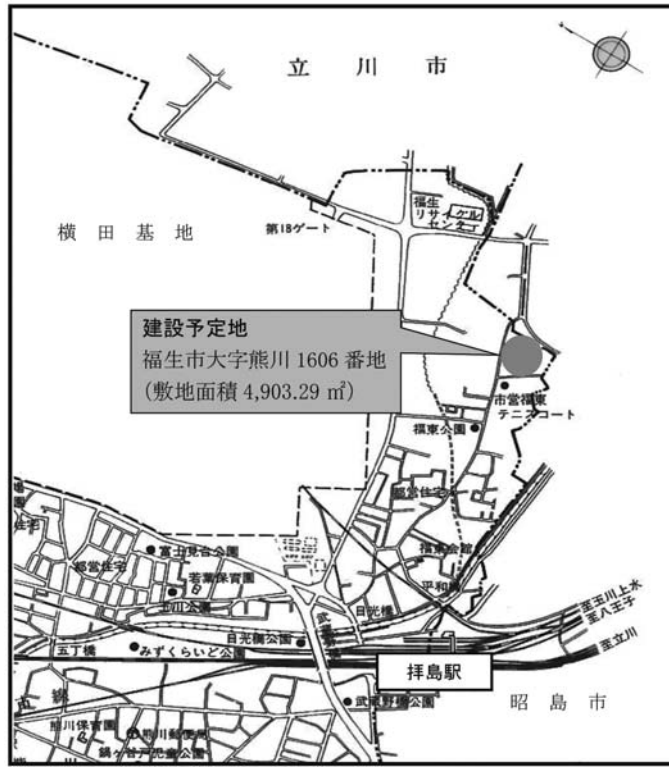 立川市
福生
リサイクル
センター
横田基地
第18ゲート
建設予定地
福生市大字熊川 1606 番地
(敷地面積 4,903.29 ㎡)
市営福東
テニスコート
福東公園
都営住宅
富士見台公園
福東会館
都営住宅
若葉保育園
平和橋
玉川公園
日光橋
至玉川上水
至八王子
日光橋公園
至立川
五丁橋
みずくらいど公園
拝島駅
昭島市
武蔵野橋公園
熊川保育園
熊川郵便局
鍋ヶ谷戸児童公園